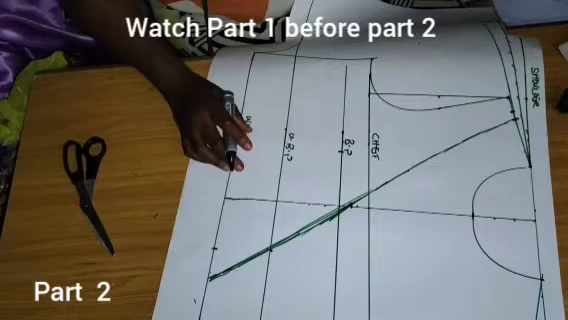 Watch Part 1 before part 2
SHOULDER
CHEST
B.P
U.B.P
Part 2